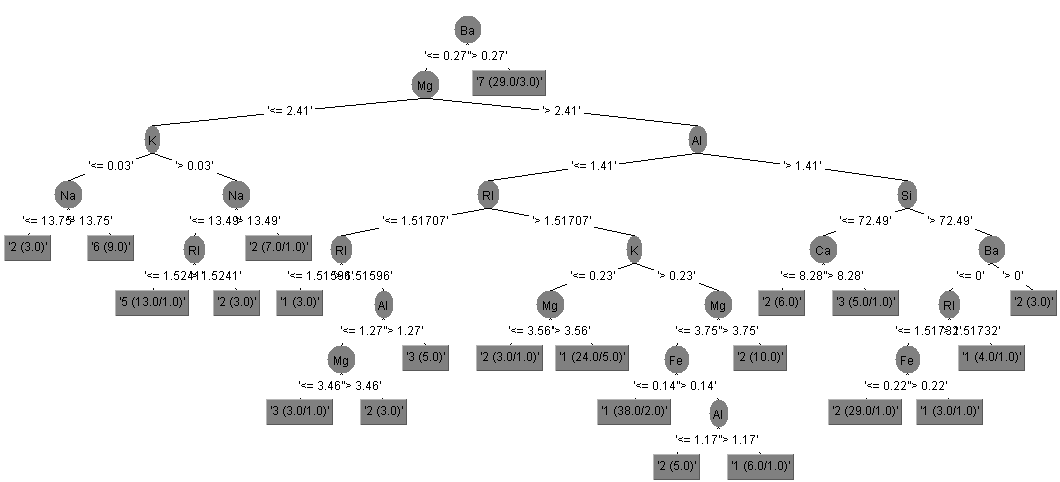 Ba
'<= 0.27''> 0.27'
Mg '7 (29.0/3.0)'
'<= 2.41' '> 2.41'
K Al
'<= 0.03' '> 0.03' '<= 1.41' '> 1.41'
Na Na RI Si
'<= 13.75' 13.75' '<= 13.49' 13.49' '<= 1.51707' '> 1.51707' '<= 72.49' '> 72.49'
'2 (3.0)' '6 (9.0)' RI '2 (7.0/1.0)' RI K Ca Ba
'<= 1.5241' 1.5241' '<= 1.51596' 1.51596' '<= 0.23' '> 0.23' '<= 8.28''> 8.28' '<= 0' '> 0'
'5 (13.0/1.0)' '2 (3.0)' '1 (3.0)' Al Mg Mg '2 (6.0)' '3 (5.0/1.0)' RI '2 (3.0)'
'<= 1.27''> 1.27' '<= 3.56''> 3.56' '<= 3.75''> 3.75' '<= 1.51732' 1.51732'
Mg '3 (5.0)' '2 (3.0/1.0)' '1 (24.0/5.0)' Fe '2 (10.0)' Fe '1 (4.0/1.0)'
'<= 3.46''> 3.46' '<= 0.14''> 0.14' '<= 0.22''> 0.22'
'3 (3.0/1.0)' '2 (3.0)' '1 (38.0/2.0)' Al '2 (29.0/1.0)' '1 (3.0/1.0)'
'<= 1.17''> 1.17'
'2 (5.0)' '1 (6.0/1.0)'